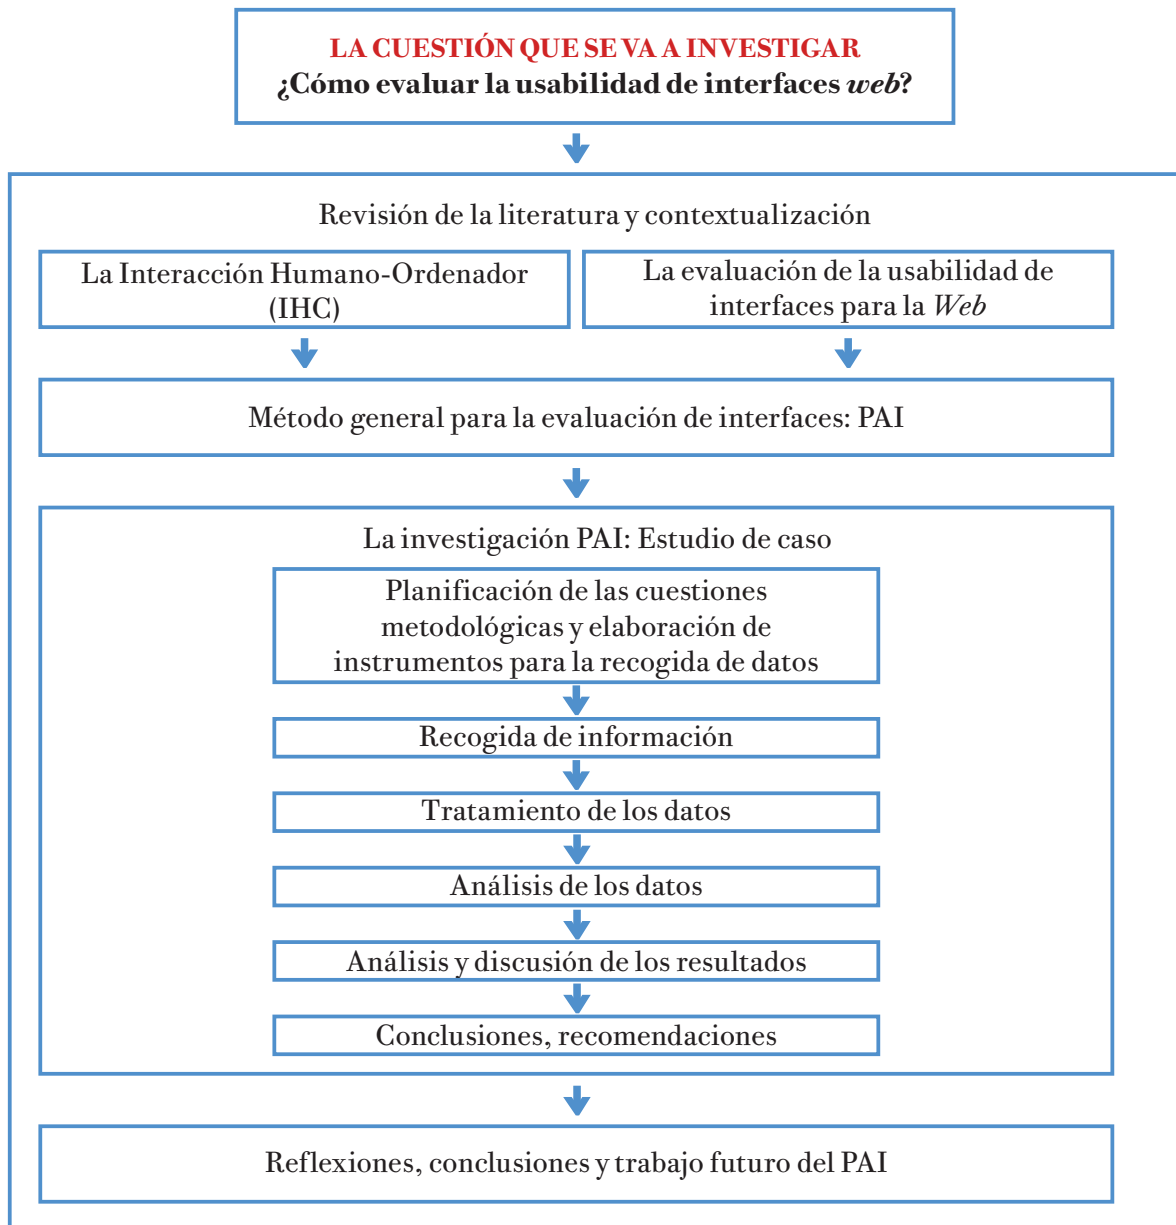 LA CUESTIÓN QUE SE VA A INVESTIGAR
¿Cómo evaluar la usabilidad de interfaces web?
Revisión de la literatura y contextualización
La Interacción Humano-Ordenador
(IHC)
La evaluación de la usabilidad de
interfaces para la Web
Método general para la evaluación de interfaces: PAI
La investigación PAI: Estudio de caso
Planificación de las cuestiones
metodológicas y elaboración de
instrumentos para la recogida de datos
Recogida de información
Tratamiento de los datos
Análisis de los datos
Análisis y discusión de los resultados
Conclusiones, recomendaciones
Reflexiones, conclusiones y trabajo futuro del PAI